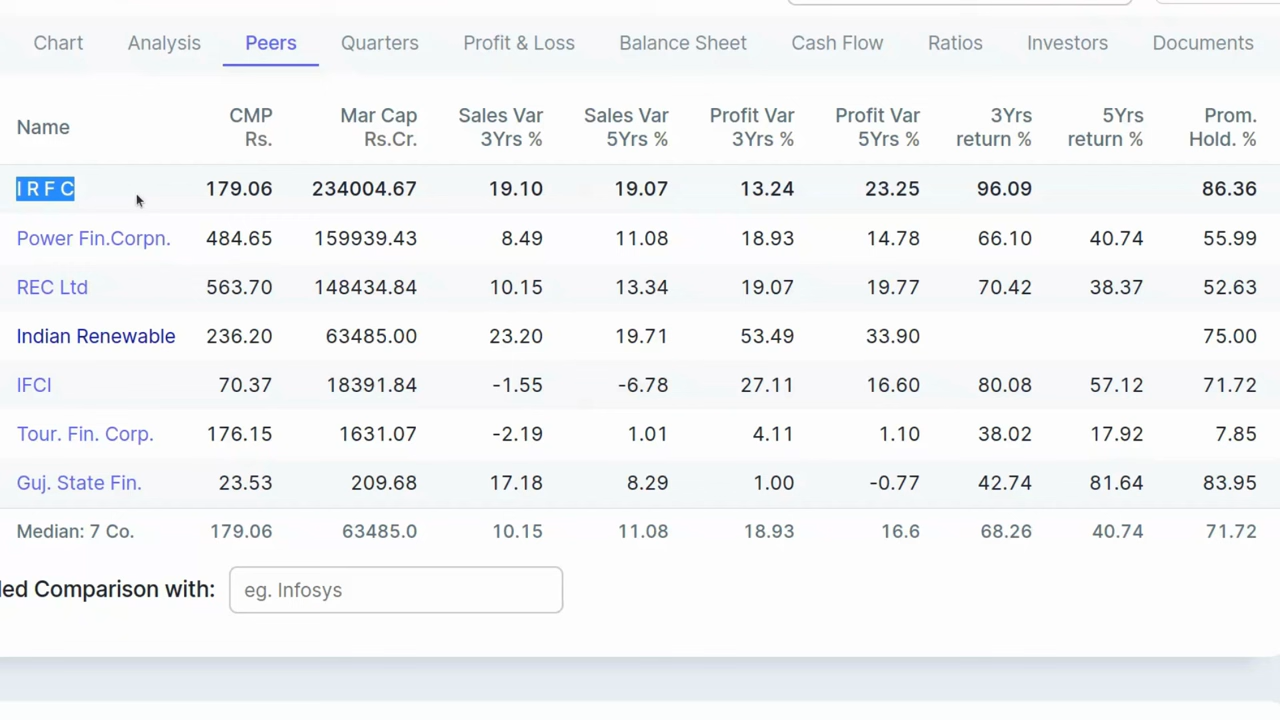 Chart Analysis Peers Quarters Profit & Loss Balance Sheet Cash Flow Ratios Investors Documents
Name CMP Rs. Mar Cap Rs.Cr. Sales Var 3Yrs % Sales Var 5Yrs % Profit Var 3Yrs % Profit Var 5Yrs % 3Yrs return % 5Yrs return % Prom. Hold. %
I R F C 179.06 234004.67 19.10 19.07 13.24 23.25 96.09 86.36
Power Fin.Corpn. 484.65 159939.43 8.49 11.08 18.93 14.78 66.10 40.74 55.99
REC Ltd 563.70 148434.84 10.15 13.34 19.07 19.77 70.42 38.37 52.63
Indian Renewable 236.20 63485.00 23.20 19.71 53.49 33.90 75.00
IFCI 70.37 18391.84 -1.55 -6.78 27.11 16.60 80.08 57.12 71.72
Tour. Fin. Corp. 176.15 1631.07 -2.19 1.01 4.11 1.10 38.02 17.92 7.85
Guj. State Fin. 23.53 209.68 17.18 8.29 1.00 -0.77 42.74 81.64 83.95
Median: 7 Co. 179.06 63485.0 10.15 11.08 18.93 16.6 68.26 40.74 71.72
led Comparison with: eg. Infosys